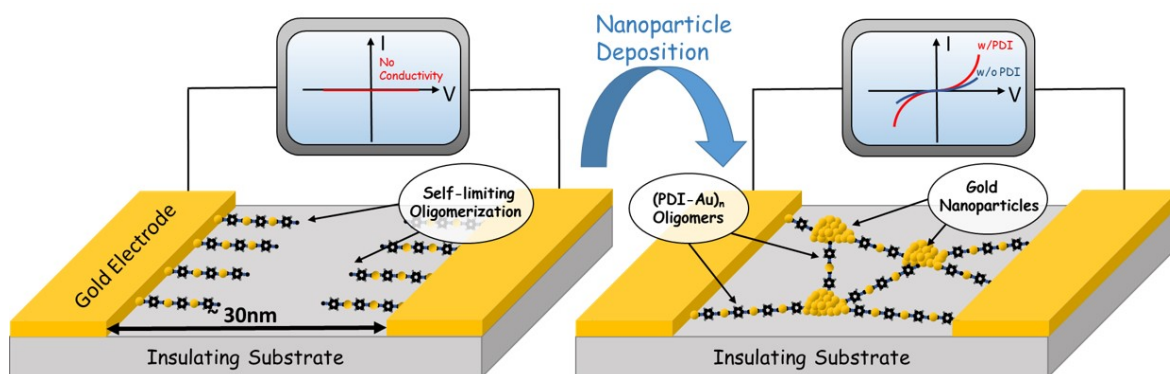 I
No
Conductivity
V
Nanoparticle
Deposition
I
w/PDI
w/o PDI
V
Self-limiting
Oligomerization
(PDI-Au)n
Oligomers
Gold
Nanoparticles
Gold Electrode
~ 30nm
Insulating Substrate
Insulating Substrate